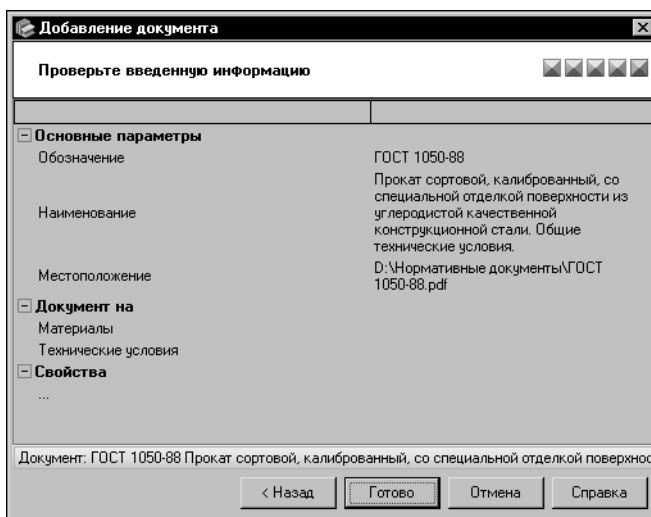 Добавление документа
Проверьте введенную информацию
Основные параметры
Обозначение ГОСТ 1050-88
Наименование Прокат сортовой, калиброванный, со
специальной отделкой поверхности из
углеродистой качественной
конструкционной стали. Общие
технические условия.
Местоположение D:\Нормативные документы\ГОСТ
1050-88.pdf
Документ на
Материалы
Технические условия
Свойства
...
Документ: ГОСТ 1050-88 Прокат сортовой, калиброванный, со специальной отделкой поверхнос
< Назад Готово Отмена Справка